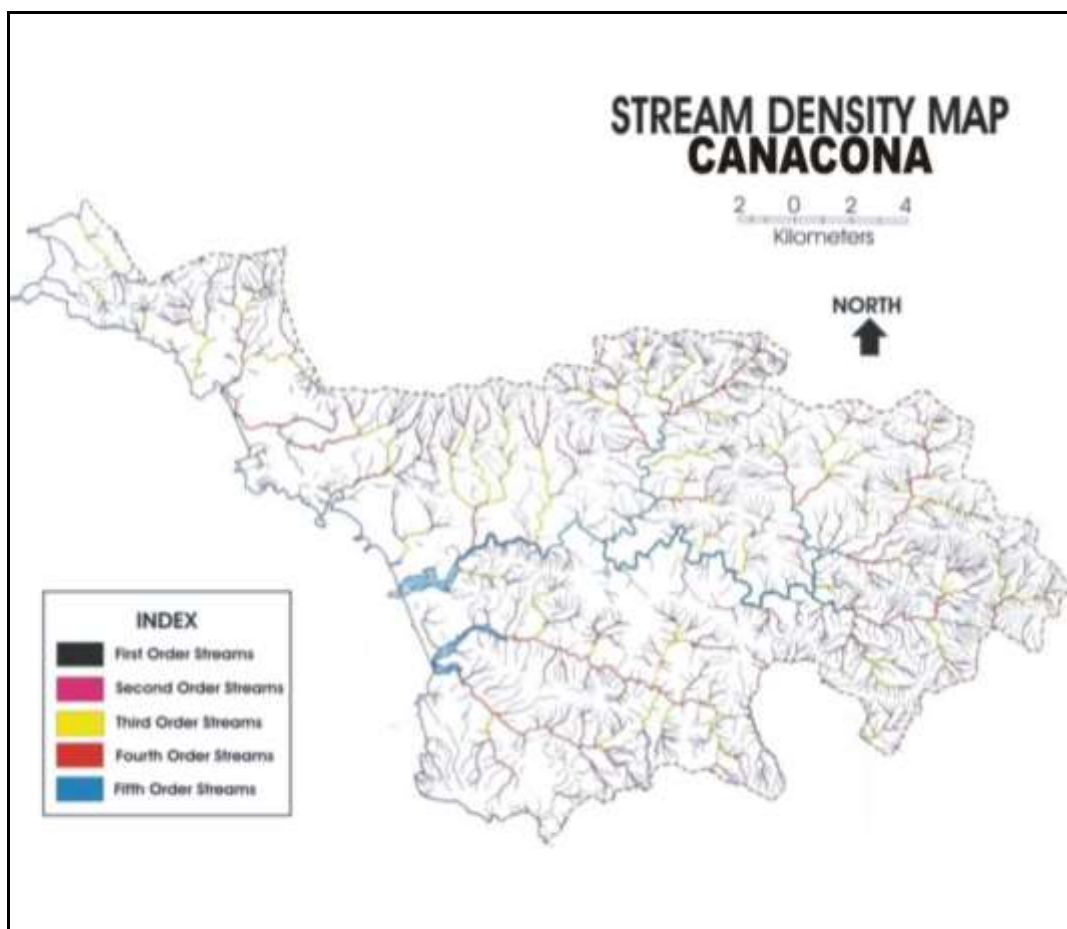 STREAM DENSITY MAP
CANACONA
2 0 2 4
Kilometers
NORTH
INDEX
First Order Streams
Second Order Streams
Third Order Streams
Fourth Order Streams
Fifth Order Streams